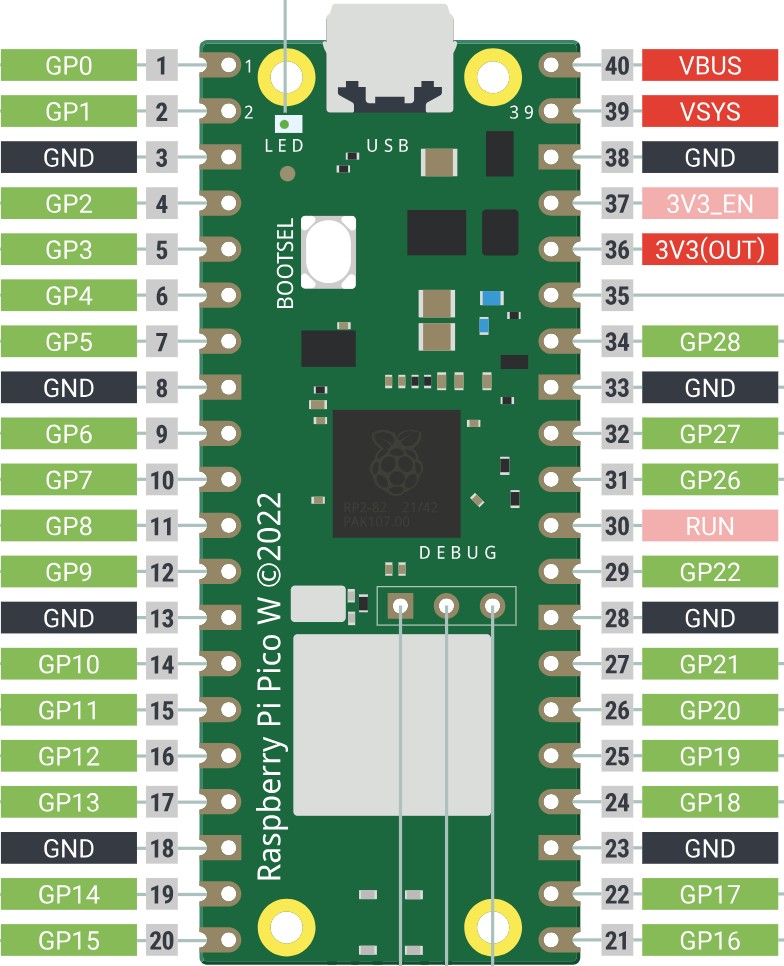 GP0 1 1 40 VBUS
GP1 2 2 39 39 VSYS
LED USB
GND 3 38 GND
GP2 4 37 3V3_EN
GP3 5 BOOTSEL 36 3V3(OUT)
GP4 6 35
GP5 7 34 GP28
GND 8 33 GND
GP6 9 32 GP27
GP7 10 31 GP26
RP2-82 21/42
PAK107.00
GP8 11 30 RUN
DEBUG
GP9 12 29 GP22
GND 13 28 GND
GP10 14 27 GP21
Raspberry Pi Pico W ©2022
GP11 15 26 GP20
GP12 16 25 GP19
GP13 17 24 GP18
GND 18 23 GND
GP14 19 22 GP17
GP15 20 21 GP16